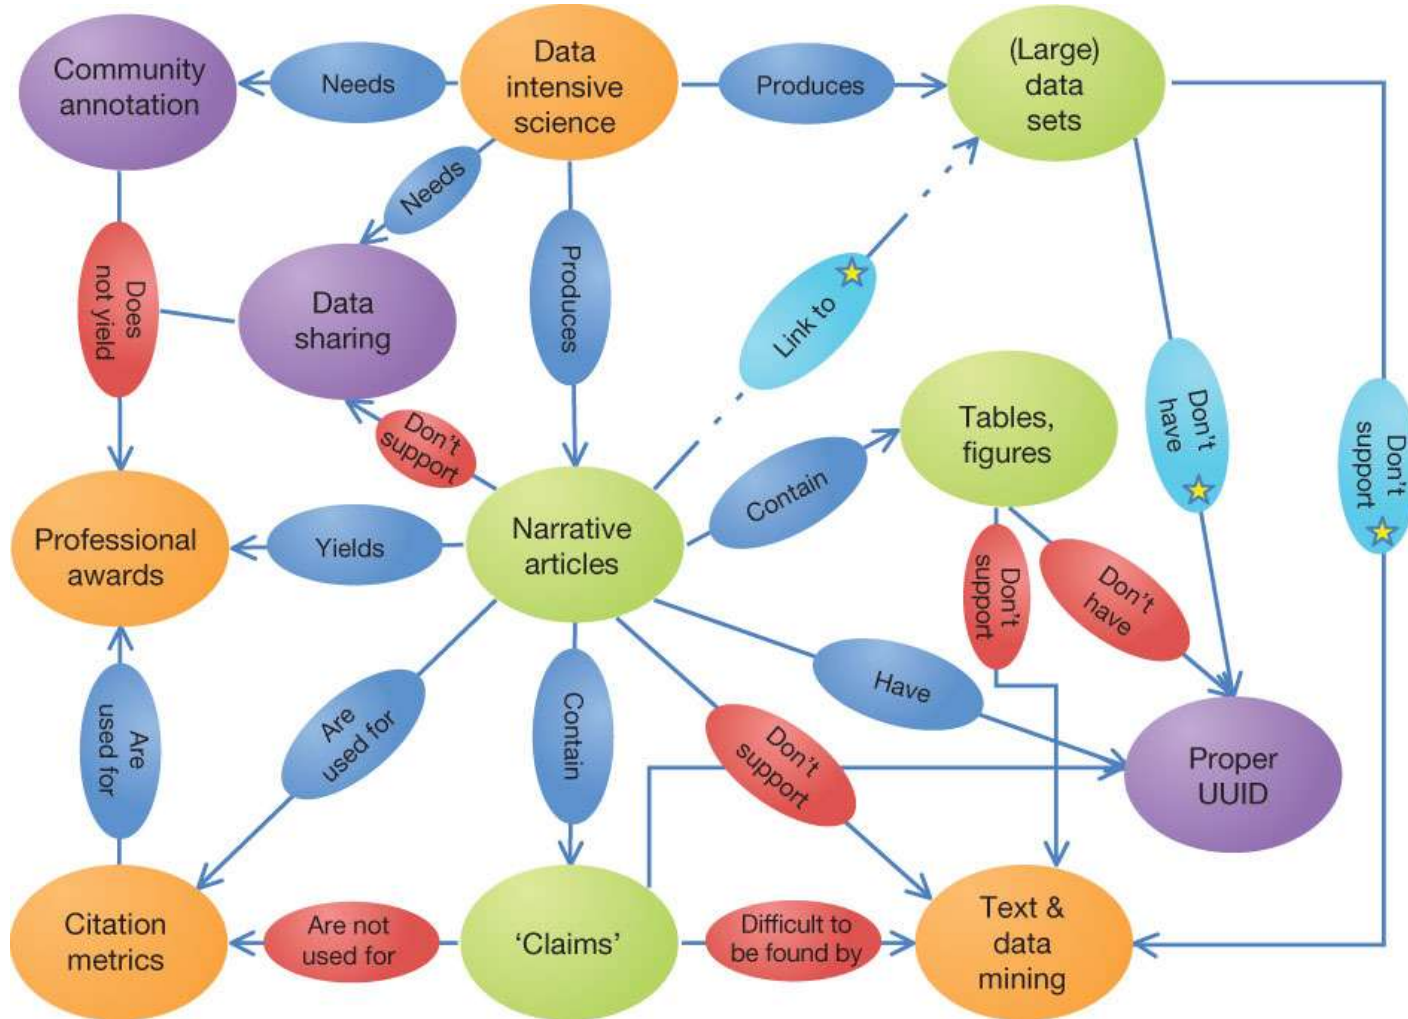 Community
annotation
Needs
Data
intensive
science
Produces
(Large)
data
sets
Needs
Does
not yield
Data
sharing
Produces
Link to
Don't
have
Don't
support
Don't
support
Tables,
figures
Contain
Professional
awards
Yields
Narrative
articles
Don't
support
Don't
have
Have
Are
used for
Are
used for
Contain
Don't
support
Proper
UUID
Citation
metrics
Are not
used for
‘Claims’
Difficult to
be found by
Text &
data
mining